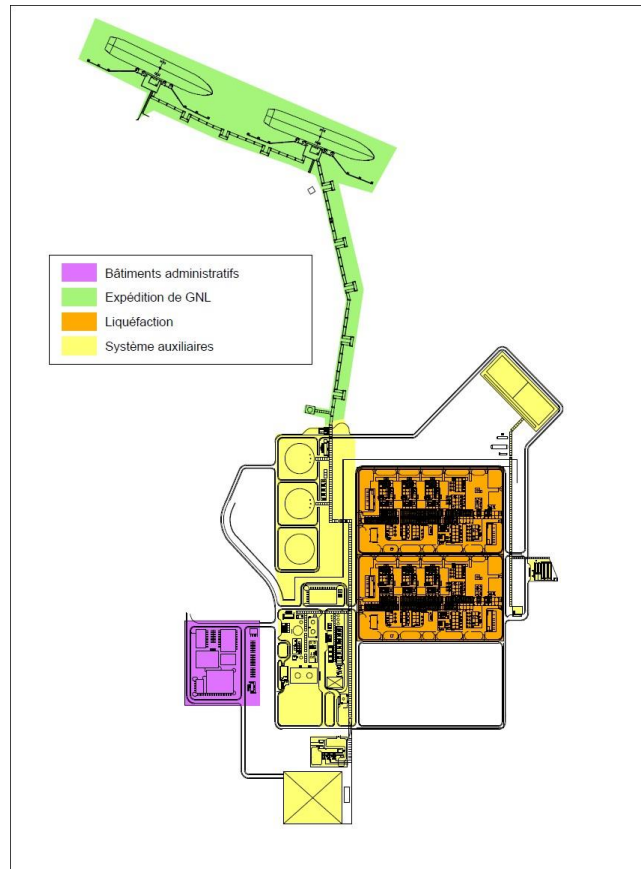 Bâtiments administratifs
Expédition de GNL
Liquéfaction
Système auxiliaires